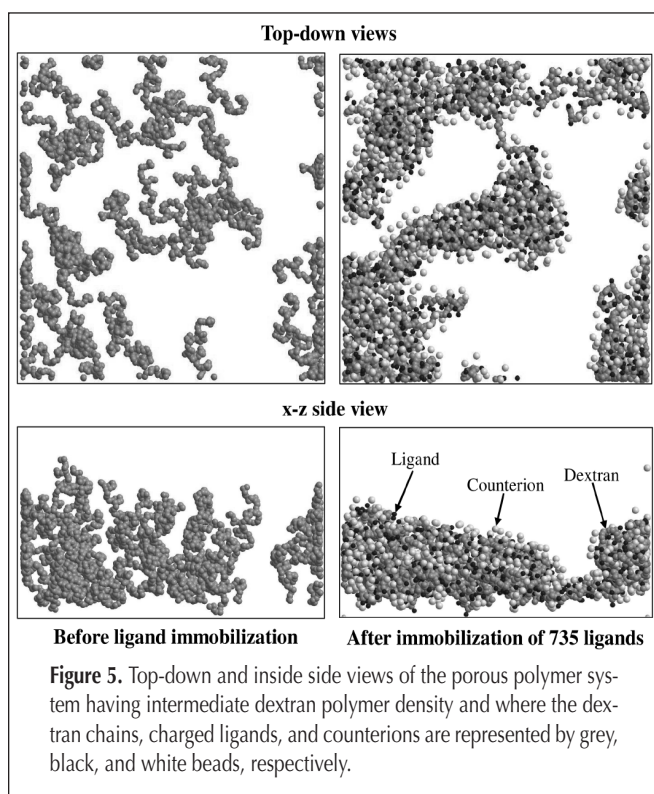 Top-down views
x-z side view
Ligand
Counterion
Dextran
Before ligand immobilization
After immobilization of 735 ligands
Figure 5. Top-down and inside side views of the porous polymer sys-
tem having intermediate dextran polymer density and where the dex-
tran chains, charged ligands, and counterions are represented by grey,
black, and white beads, respectively.